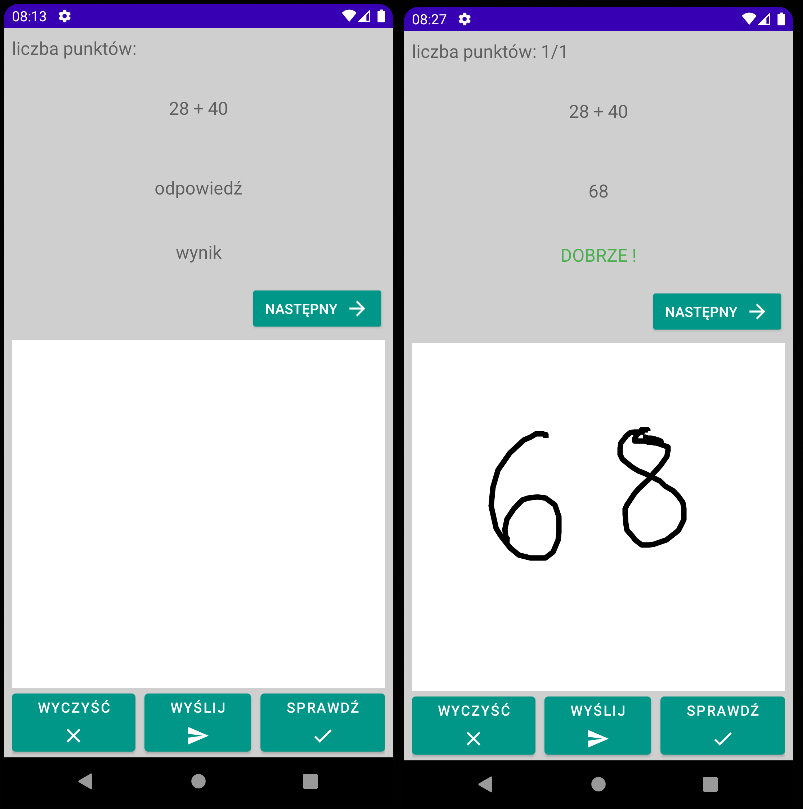 08:13
liczba punktów:
28 + 40
odpowiedź
wynik
NASTĘPNY
WYCZYŚĆ
WYŚLIJ
SPRAWDŹ
08:27
liczba punktów: 1/1
28 + 40
68
DOBRZE !
NASTĘPNY
68
WYCZYŚĆ
WYŚLIJ
SPRAWDŹ